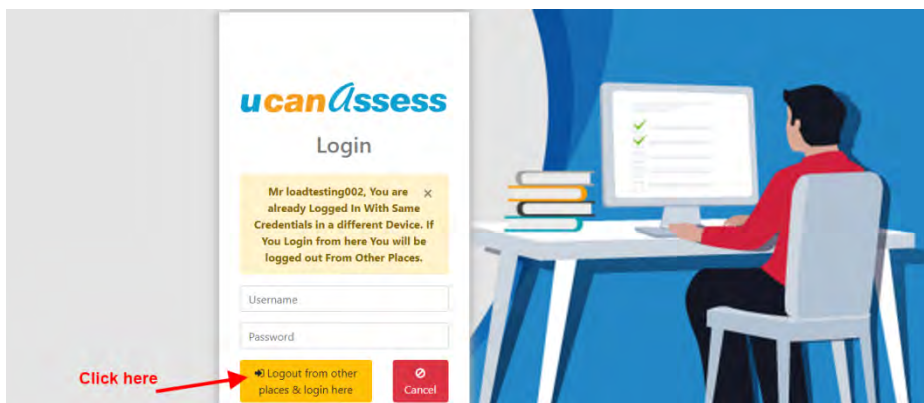 ucanAssess
Login
Mr loadtesting002, You are ×
already Logged In With Same
Credentials in a different Device. If
You Login from here You will be
logged out From Other Places.
Username
Password
Click here
Logout from other
places & login here
Cancel